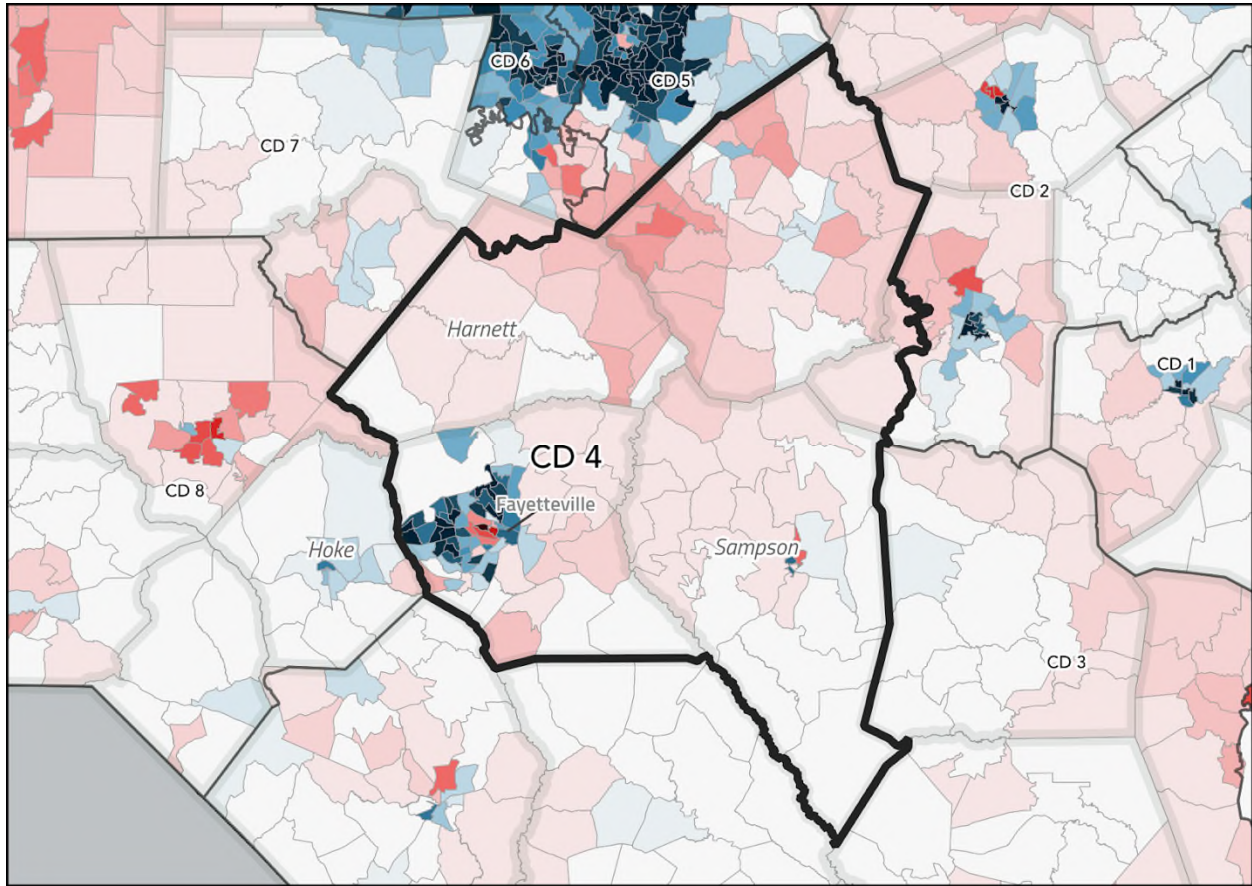 CD 6
CD 5
CD 7
CD 2
Harnett
CD 1
CD 4
CD 8
Fayetteville
Hoke
Sampson
CD 3